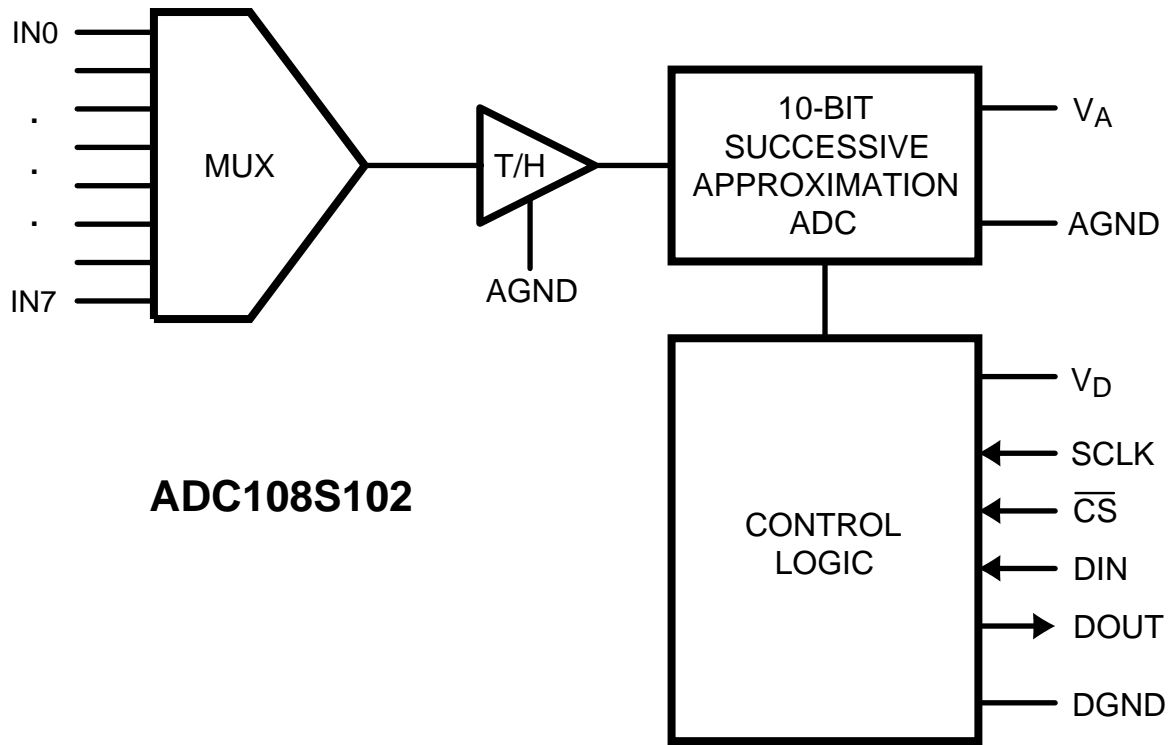 IN0
.
.
.
IN7
MUX
T/H
AGND
10-BIT
SUCCESSIVE
APPROXIMATION
ADC
VA
AGND
CONTROL
LOGIC
VD
SCLK
C̅S̅
DIN
DOUT
DGND
ADC108S102